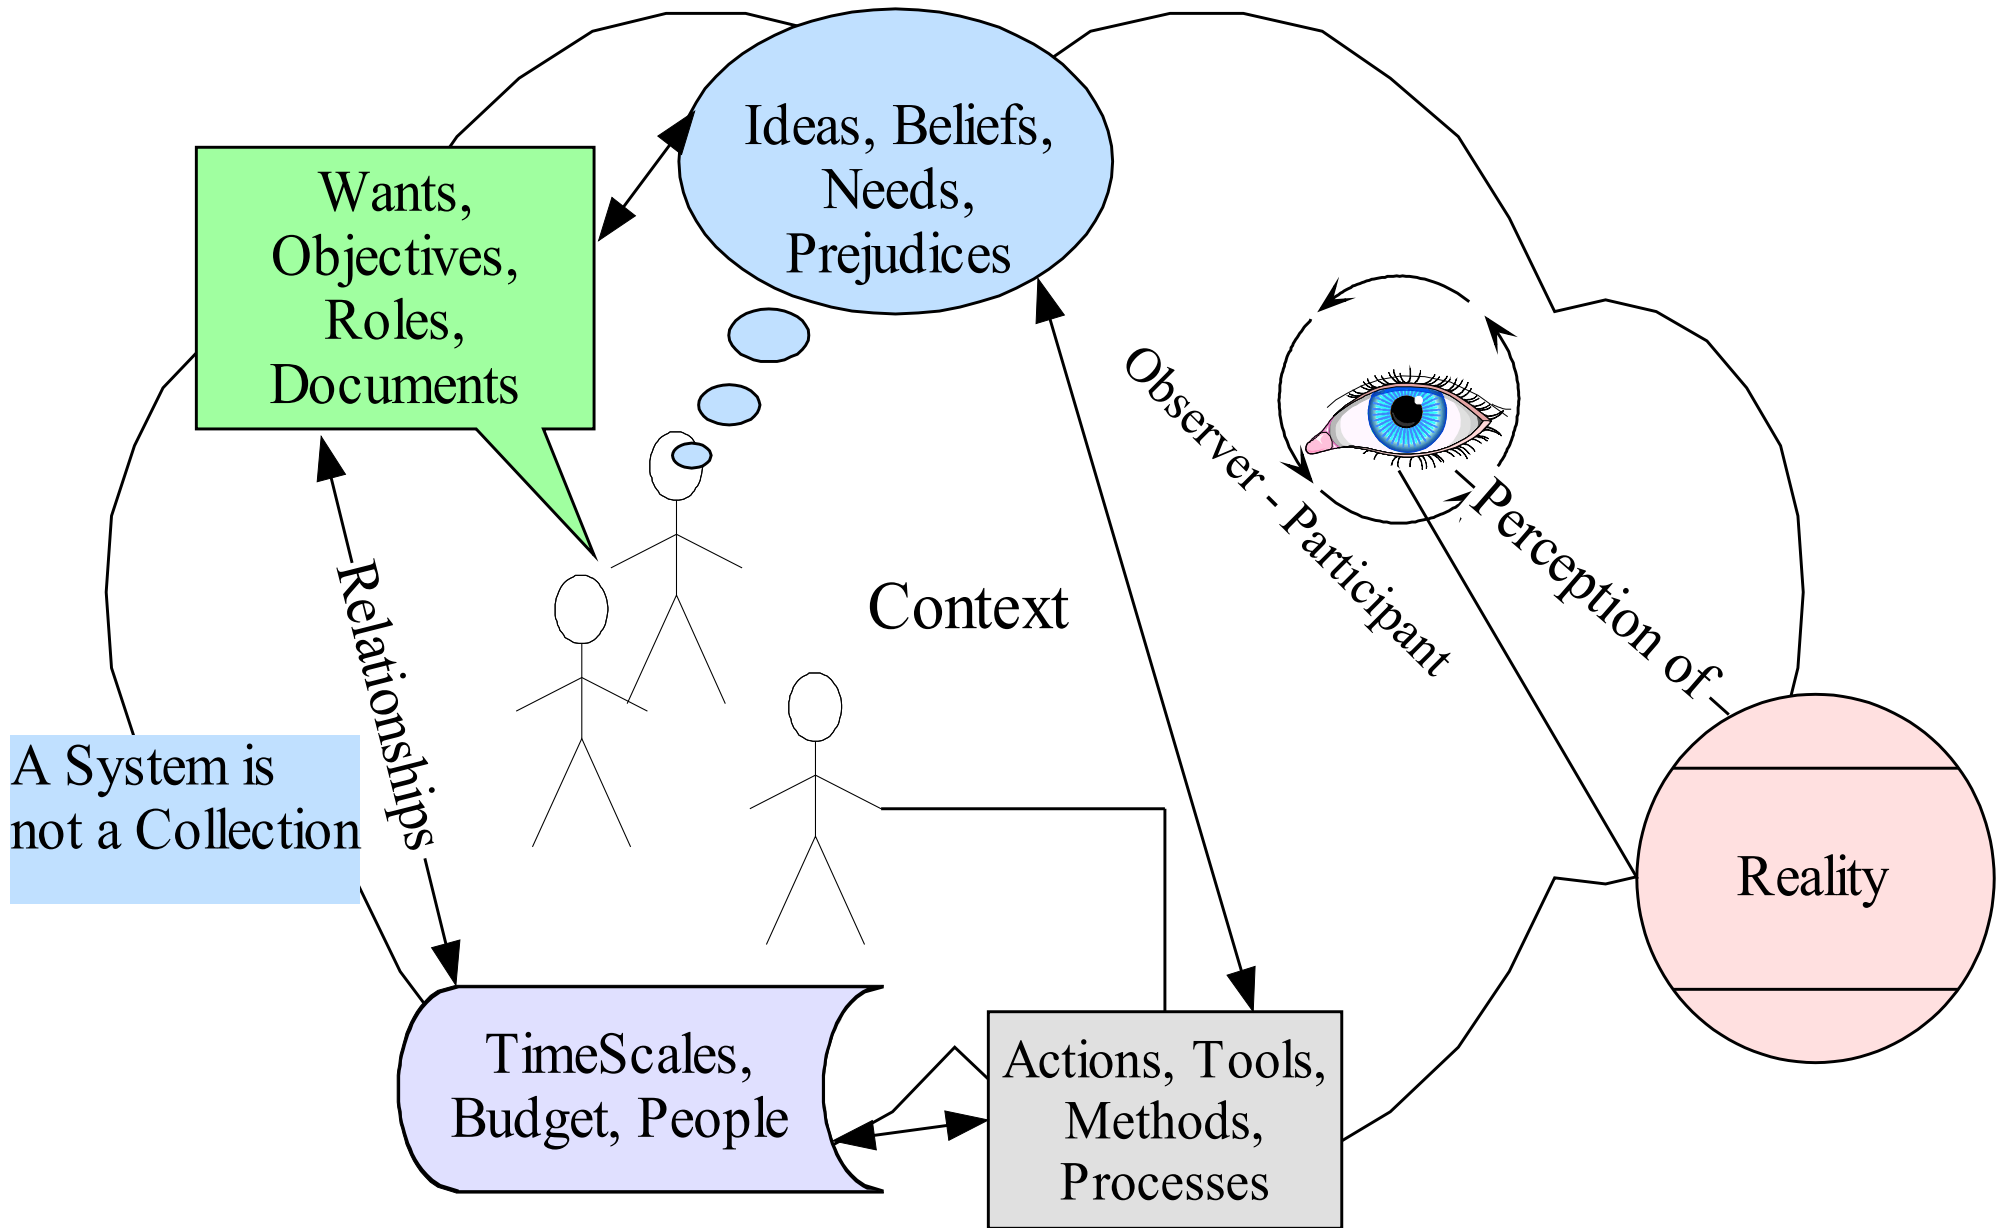 Ideas, Beliefs,
Needs,
Prejudices
Wants,
Objectives,
Roles,
Documents
Observer - Participant
Perception of
Context
Relationships
A System is
not a Collection
Reality
TimeScales,
Budget, People
Actions, Tools,
Methods,
Processes